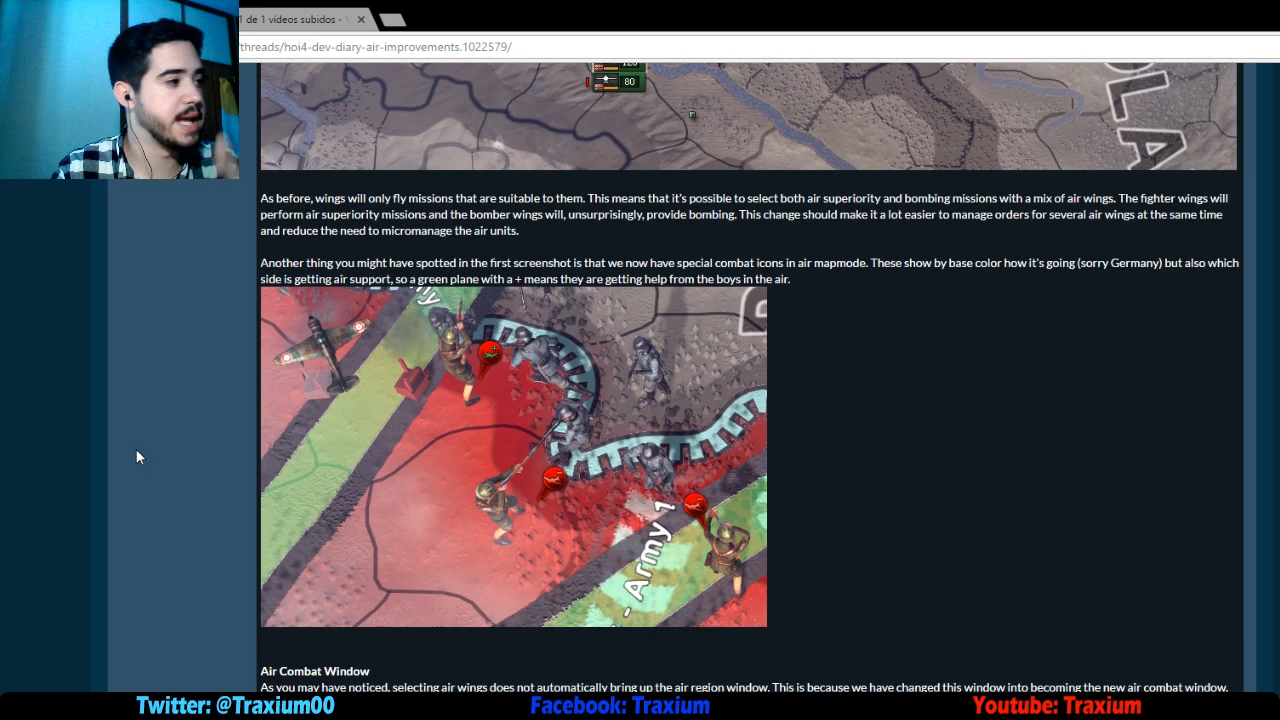 1 de 1 vídeos subidos -
threads/hoi4-dev-diary-air-improvements.1022579/
80
OLA
As before, wings will only fly missions that are suitable to them. This means that it's possible to select both air superiority and bombing missions with a mix of air wings. The fighter wings will
perform air superiority missions and the bomber wings will, unsurprisingly, provide bombing. This change should make it a lot easier to manage orders for several air wings at the same time
and reduce the need to micromanage the air units.
Another thing you might have spotted in the first screenshot is that we now have special combat icons in air mapmode. These show by base color how it's going (sorry Germany) but also which
side is getting air support, so a green plane with a + means they are getting help from the boys in the air.
- Army 1
Air Combat Window
As you may have noticed, selecting air wings does not automatically bring up the air region window. This is because we have changed this window into becoming the new air combat window.
Twitter: @Traxium00
Facebook: Traxium
Youtube: Traxium